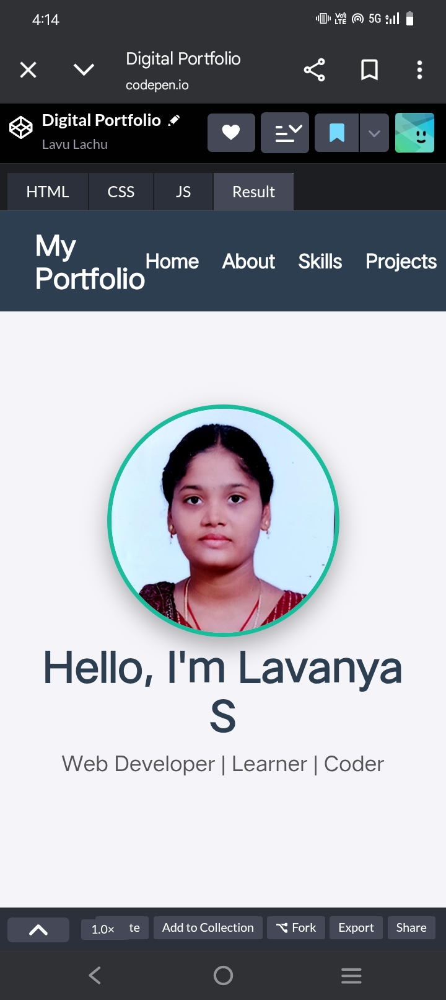 4:14
Vo)) LTE 5G
Digital Portfolio
codepen.io
Digital Portfolio
Lavu Lachu
HTML CSS JS Result
My
Portfolio
Home About Skills Projects
Hello, I'm Lavanya
S
Web Developer | Learner | Coder
1.0× te Add to Collection Fork Export Share